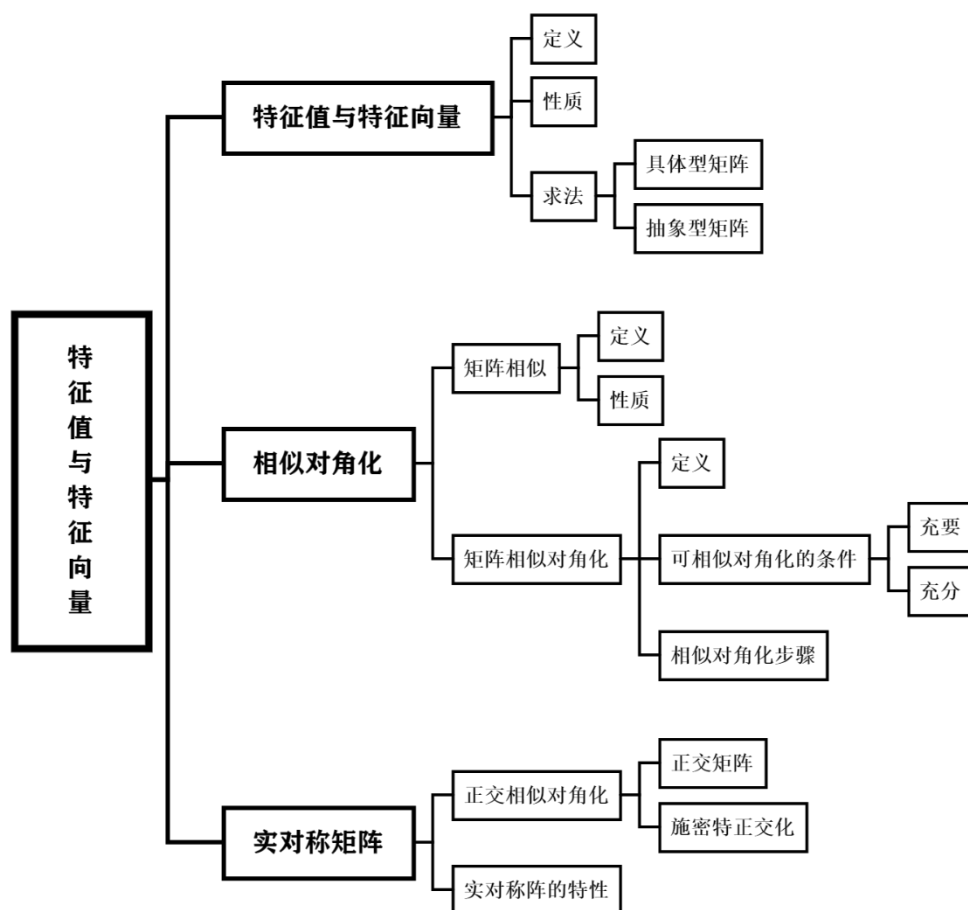 特征值与特征向量
特征值与特征向量
定义
性质
求法
具体型矩阵
抽象型矩阵
相似对角化
矩阵相似
定义
性质
矩阵相似对角化
定义
可相似对角化的条件
充要
充分
相似对角化步骤
实对称矩阵
正交相似对角化
正交矩阵
施密特正交化
实对称阵的特性